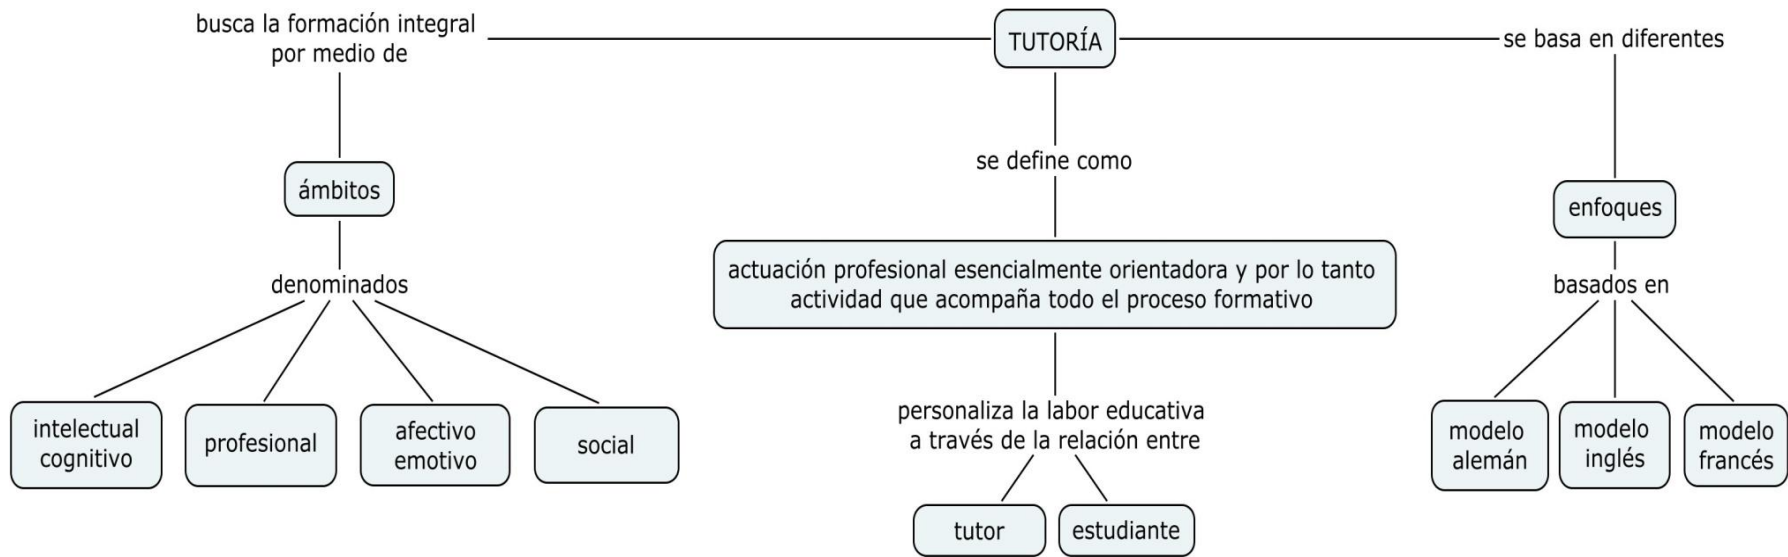 busca la formación integral
por medio de
TUTORÍA
se basa en diferentes
ámbitos
se define como
enfoques
denominados
actuación profesional esencialmente orientadora y por lo tanto
actividad que acompaña todo el proceso formativo
basados en
intelectual
cognitivo
profesional
afectivo
emotivo
social
personaliza la labor educativa
a través de la relación entre
tutor
estudiante
modelo
alemán
modelo
inglés
modelo
francés